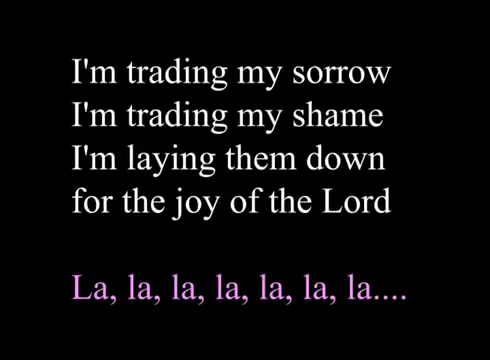 I'm trading my sorrow
I'm trading my shame
I'm laying them down
for the joy of the Lord
La, la, la, la, la, la, la....